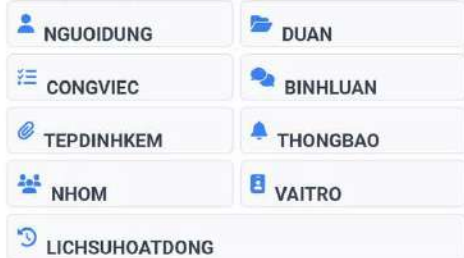 NGUOIDUNG
DUAN
CONGVIEC
BINHLUAN
TEPDINHKEM
THONGBAO
NHOM
VAITRO
LICHSUHOATDONG